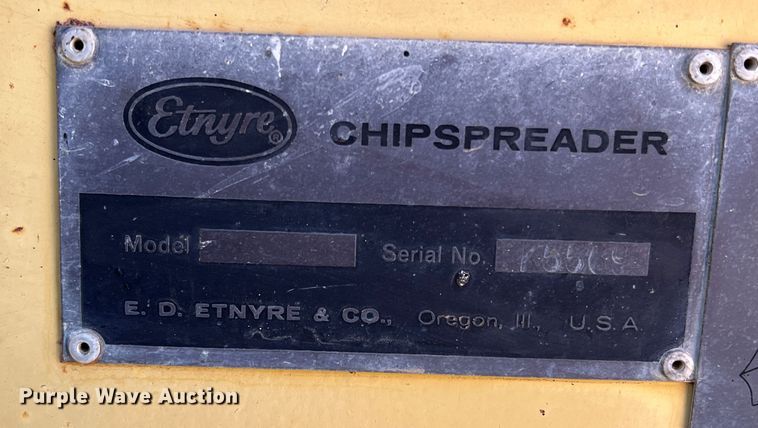 Etnyre®
CHIPSPREADER
Model
Serial No.
E. D. ETNYRE & CO., Oregon, Ill., U.S.A
Purple Wave Auction